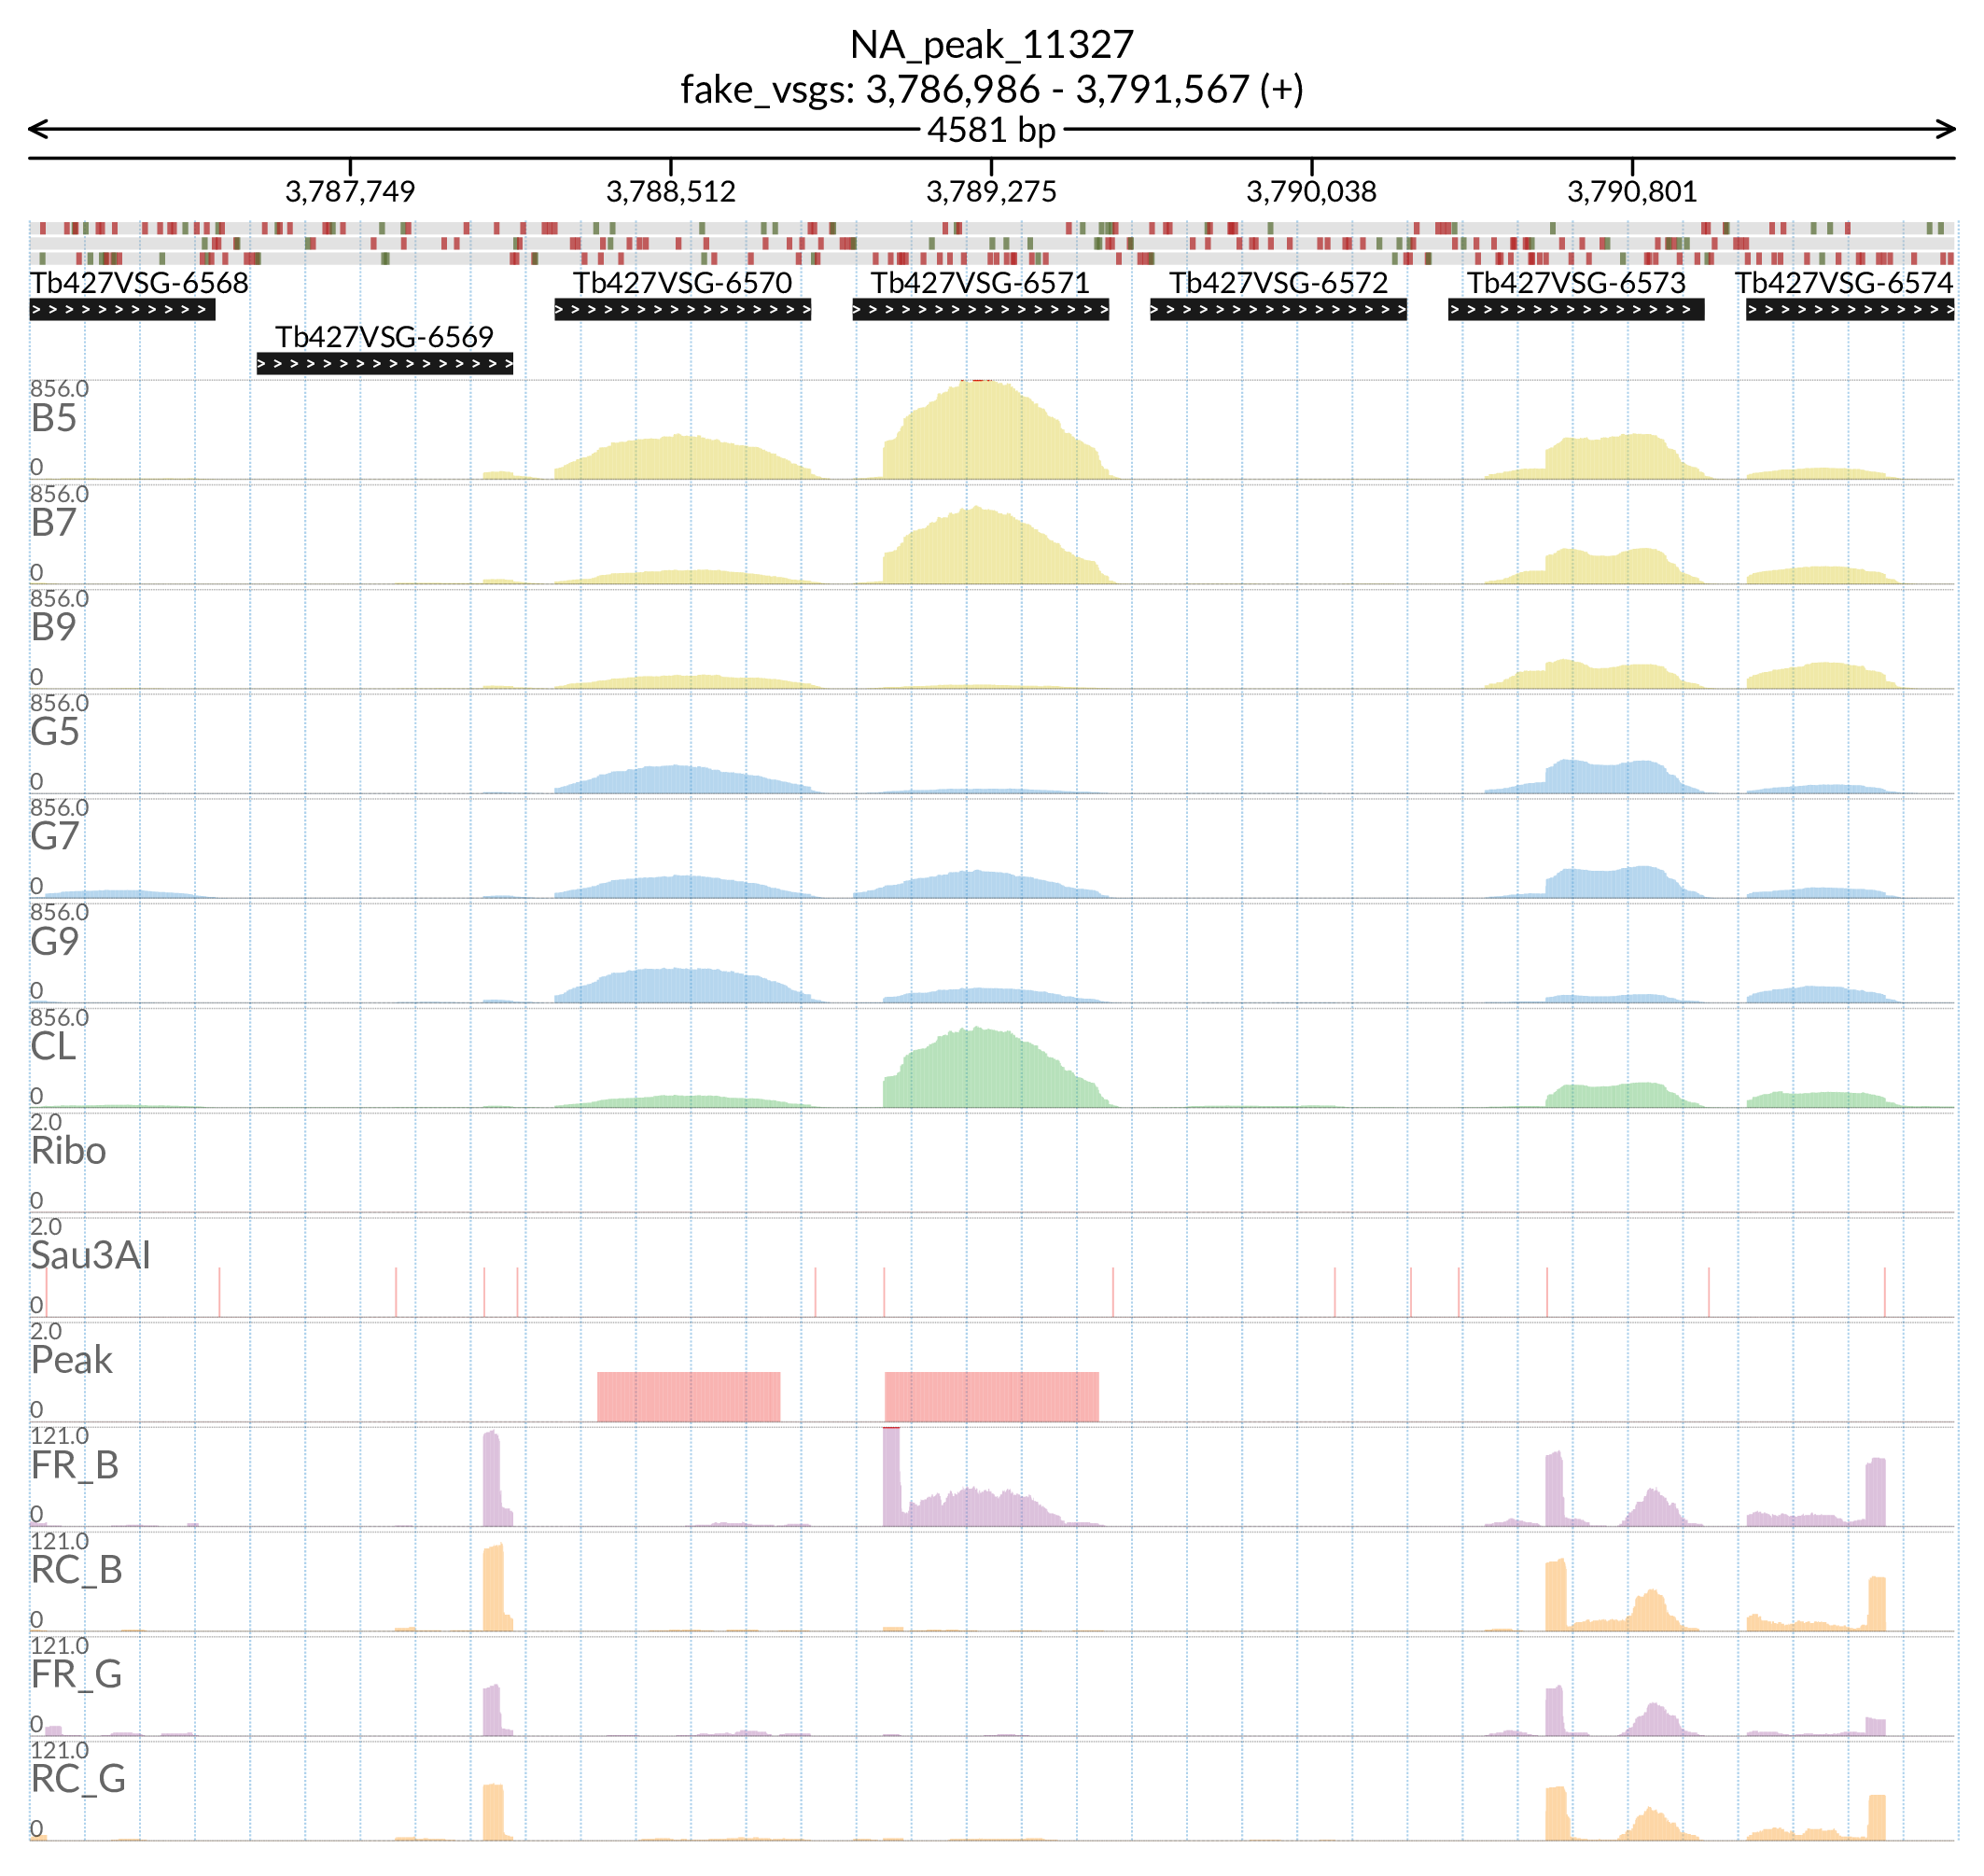 NA_peak_11327
fake_vsgs: 3,786,986 - 3,791,567 (+)
4581 bp
3,787,749 3,788,512 3,789,275 3,790,038 3,790,801
Tb427VSG-6568 Tb427VSG-6570 Tb427VSG-6571 Tb427VSG-6572 Tb427VSG-6573 Tb427VSG-6574
Tb427VSG-6569
856.0
B5
0
856.0
B7
0
856.0
B9
0
856.0
G5
0
856.0
G7
0
856.0
G9
0
856.0
CL
0
2.0
Ribo
0
2.0
Sau3AI
0
2.0
Peak
0
121.0
FR_B
0
121.0
RC_B
0
121.0
FR_G
0
121.0
RC_G
0